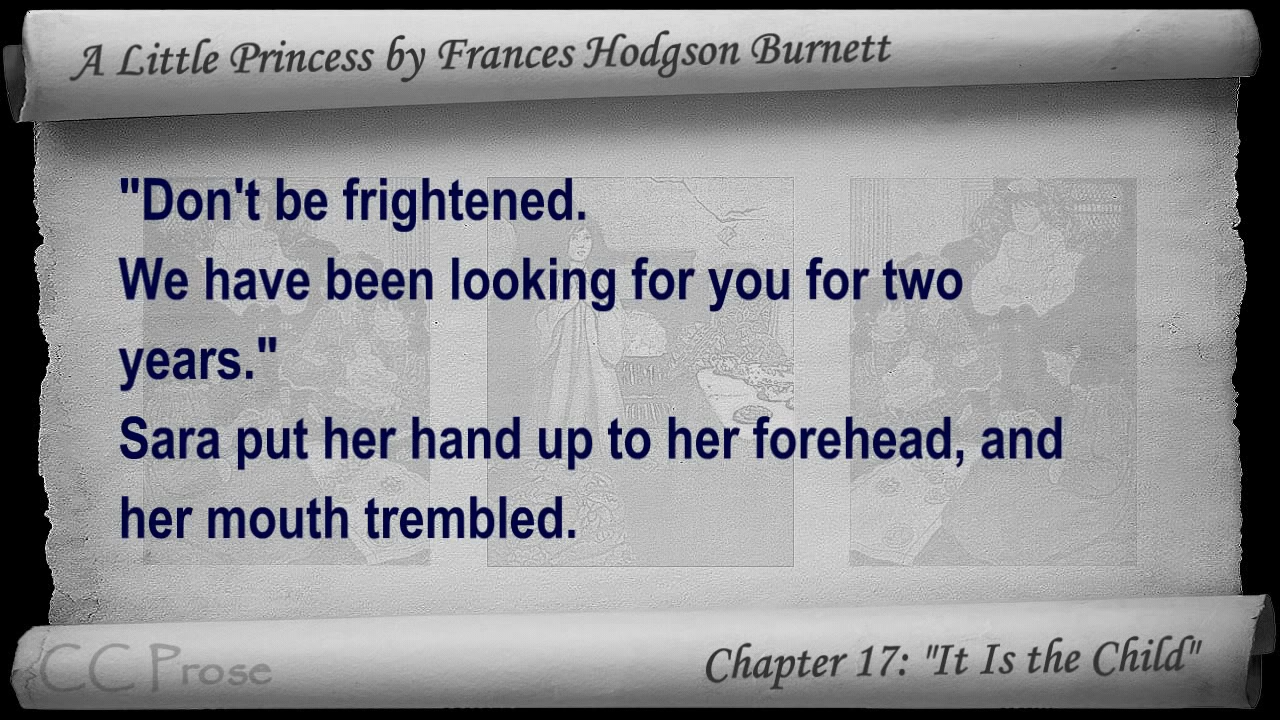 A Little Princess by Frances Hodgson Burnett
"Don't be frightened.
We have been looking for you for two
years."
Sara put her hand up to her forehead, and
her mouth trembled.
CC Prose
Chapter 17: "It Is the Child"